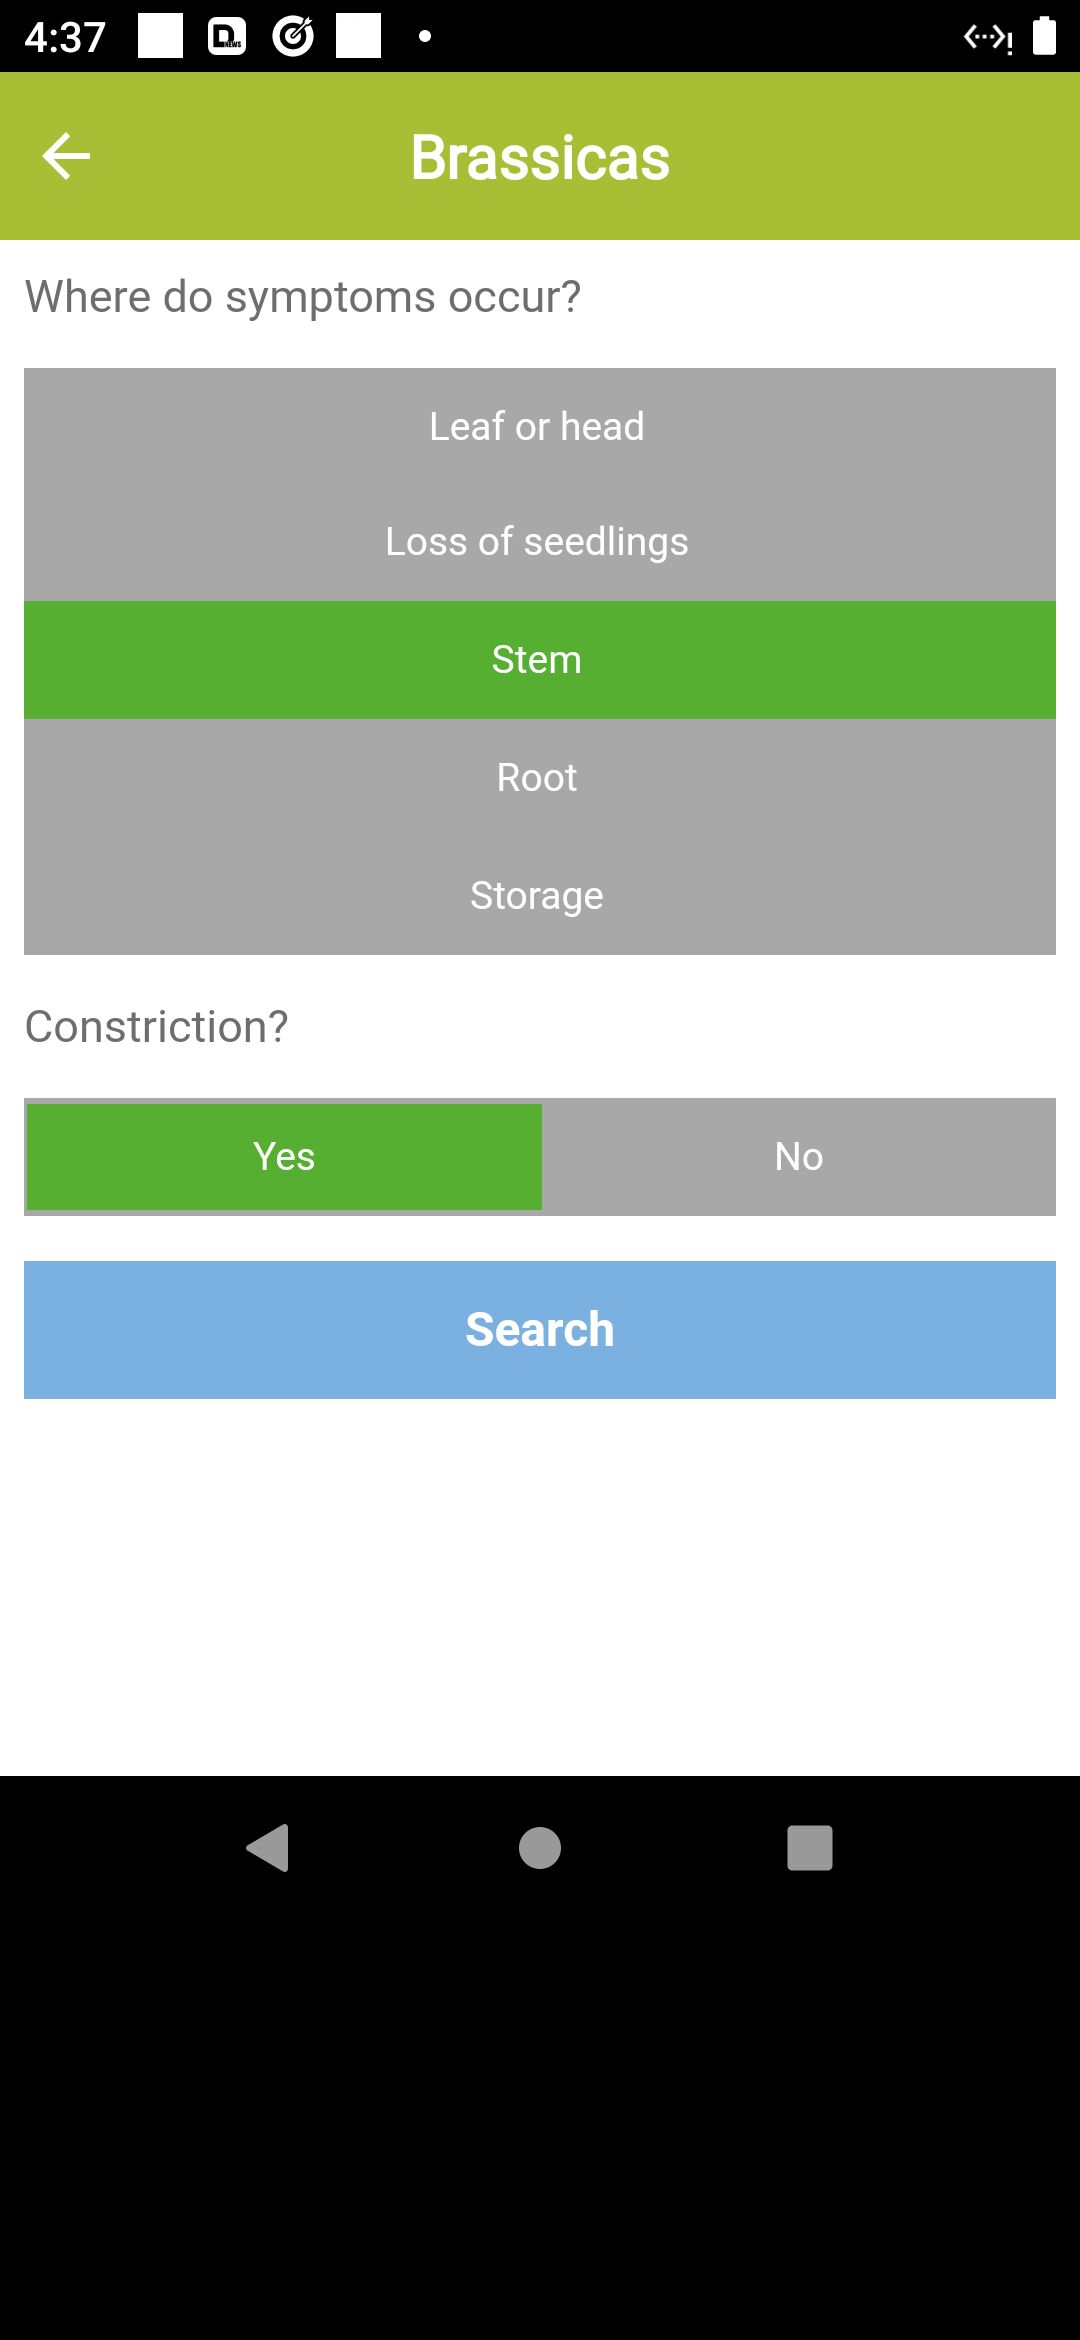 4:37
D NEWS
Brassicas
Where do symptoms occur?
Leaf or head
Loss of seedlings
Stem
Root
Storage
Constriction?
Yes No
Search